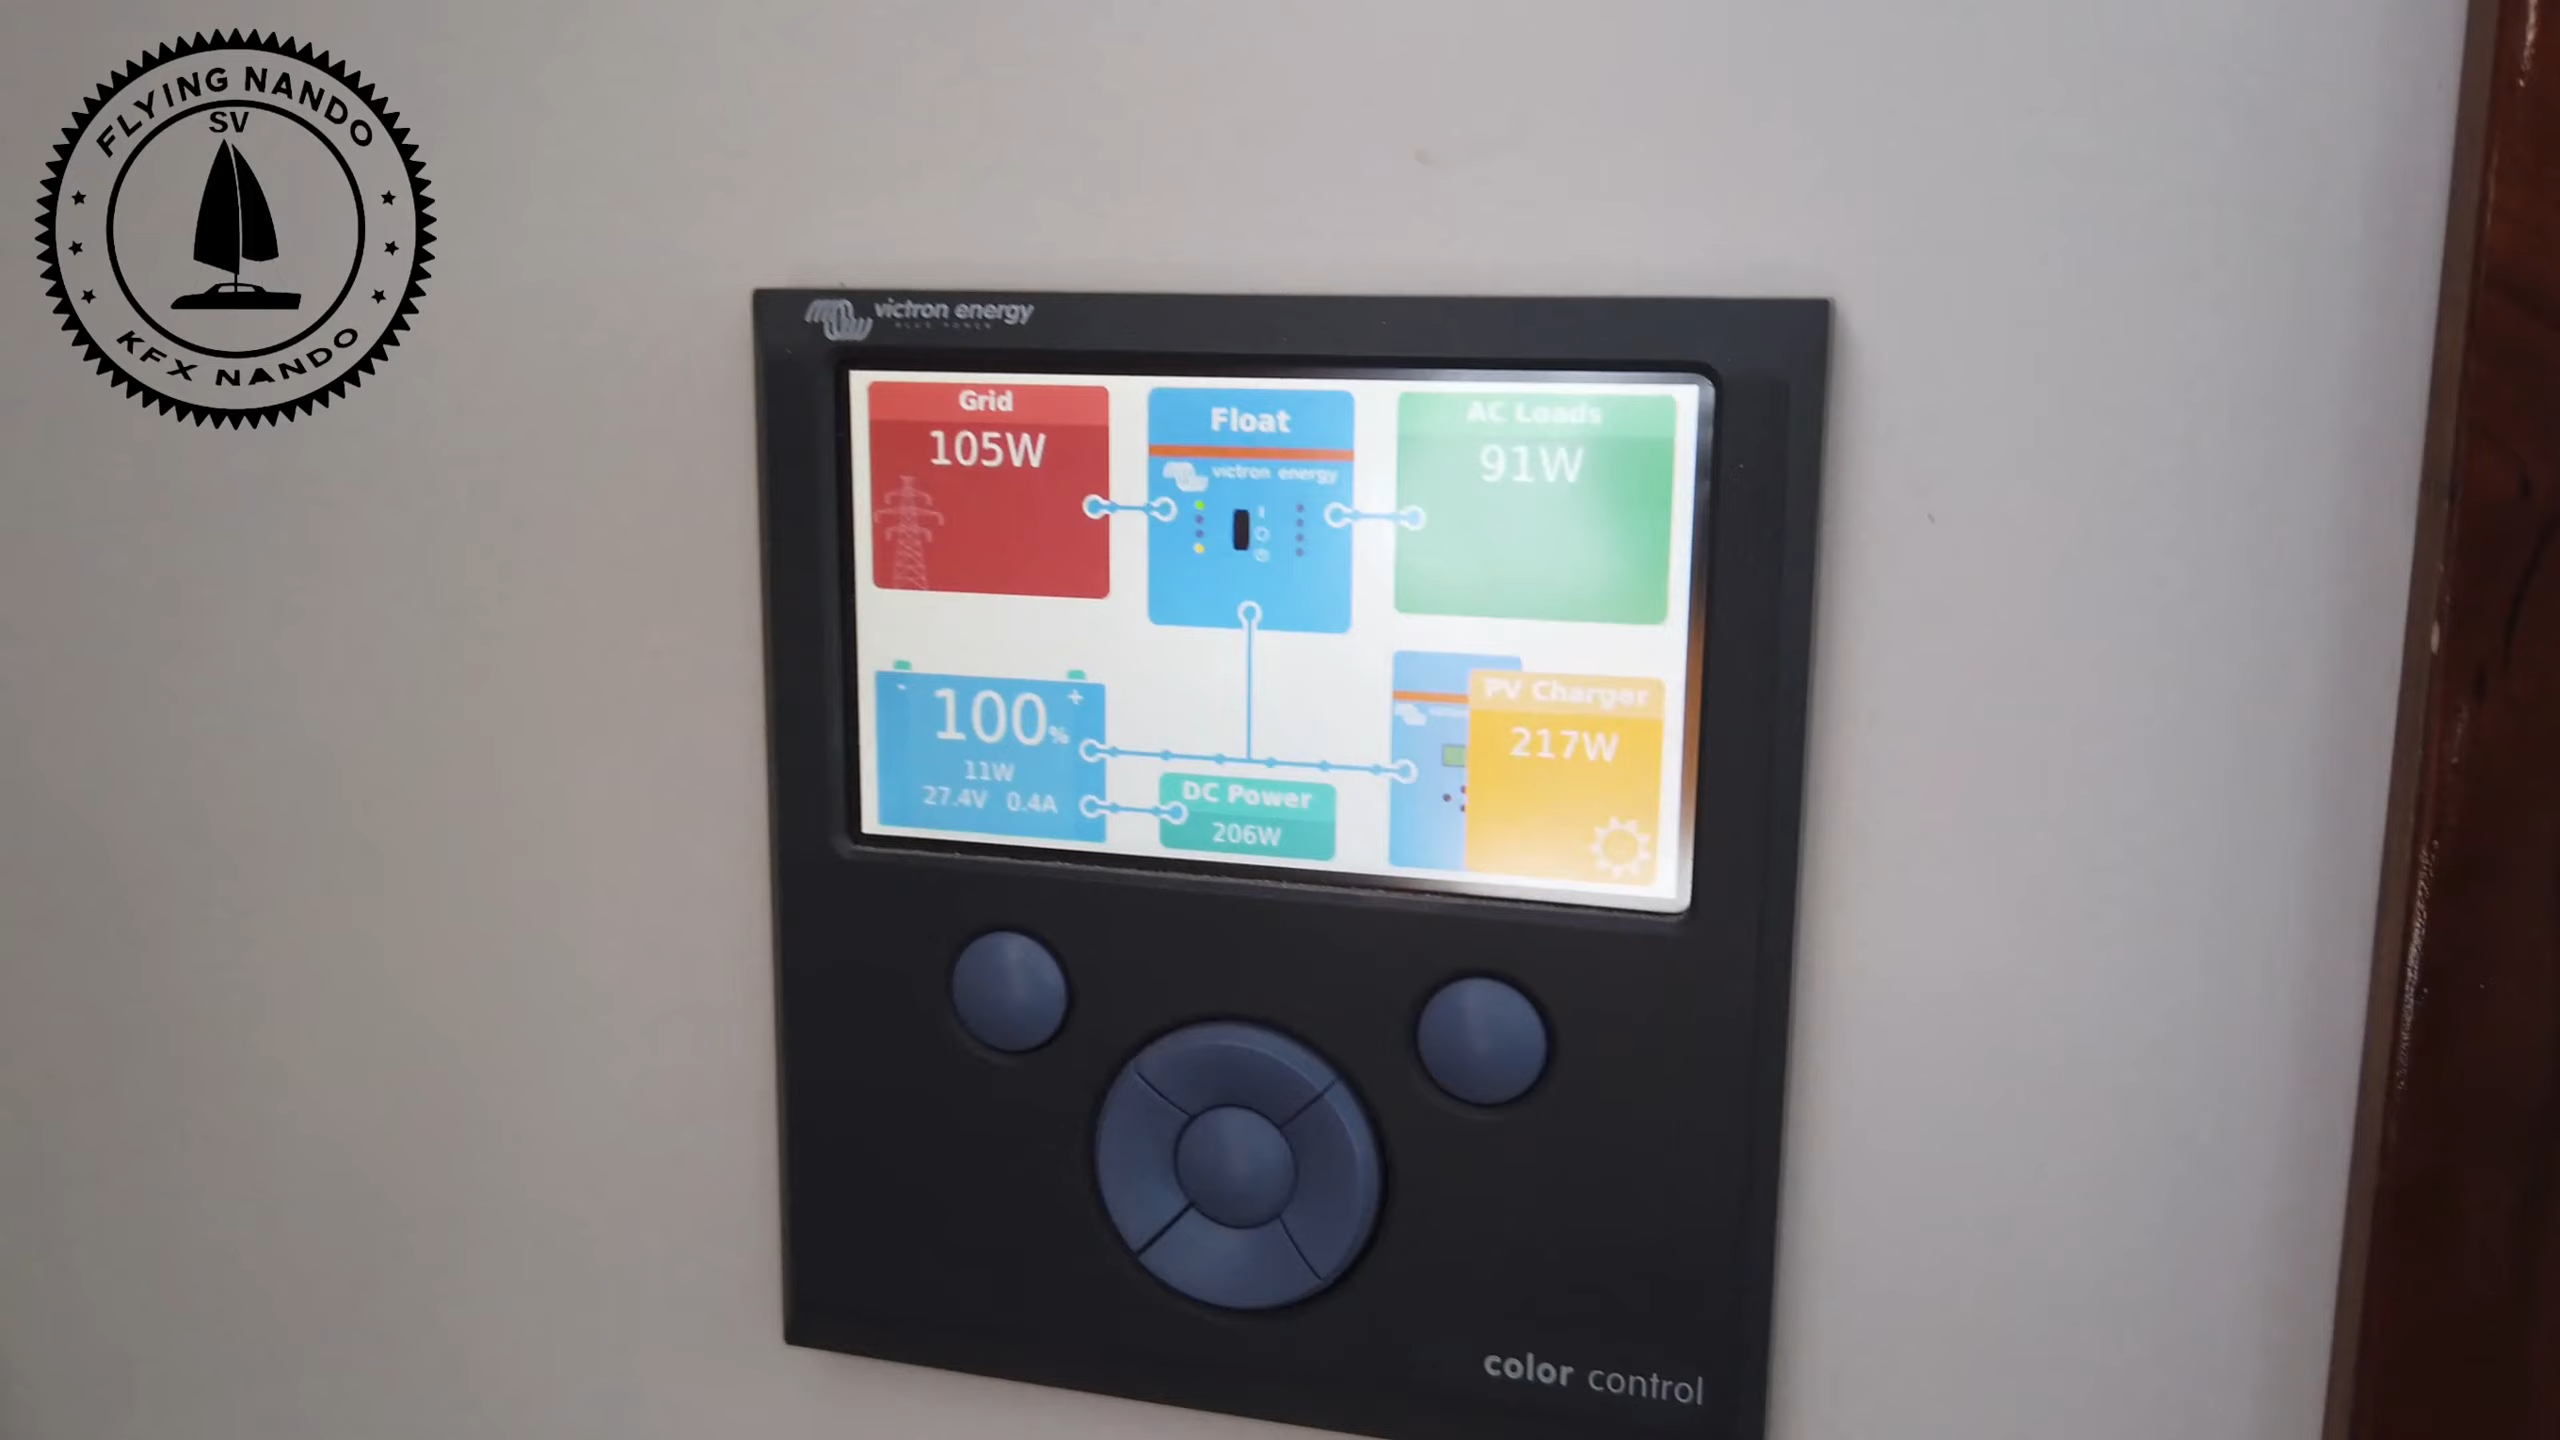 FLYING NANDO
SV
KFX NANDO
victron energy
BLUE POWER
Grid
105W
Float
victron energy
AC Loads
91W
- 100% +
11W
27.4V 0.4A
DC Power
206W
PV Charger
217W
color control